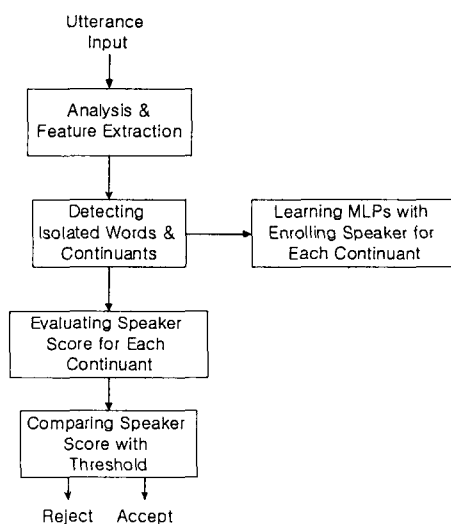 Utterance
Input
Analysis &
Feature Extraction
Detecting
Isolated Words &
Continuants
Learning MLPs with
Enrolling Speaker for
Each Continuant
Evaluating Speaker
Score for Each
Continuant
Comparing Speaker
Score with
Threshold
Reject Accept